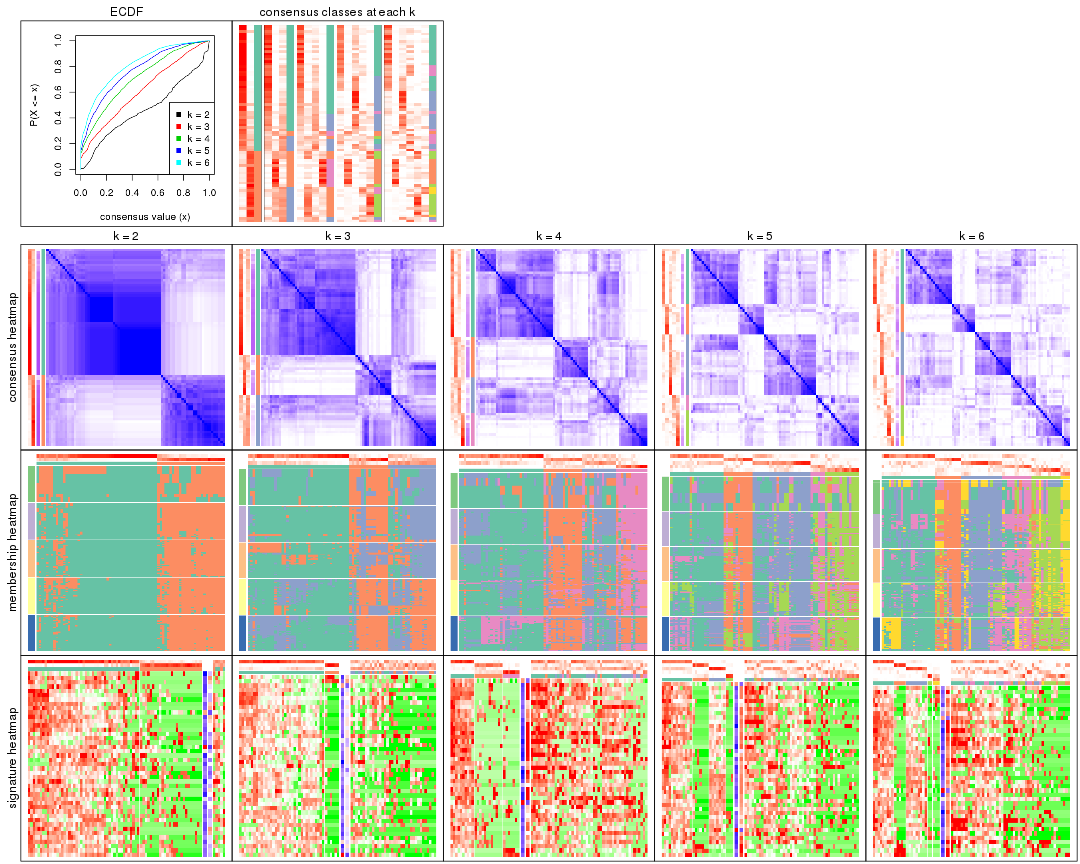 ECDF
consensus classes at each k
P(X <= x)
0.0 0.2 0.4 0.6 0.8 1.0
k = 2
k = 3
k = 4
k = 5
k = 6
0.0 0.2 0.4 0.6 0.8 1.0
consensus value (x)
k = 2 k = 3 k = 4 k = 5 k = 6
consensus heatmap
membership heatmap
signature heatmap